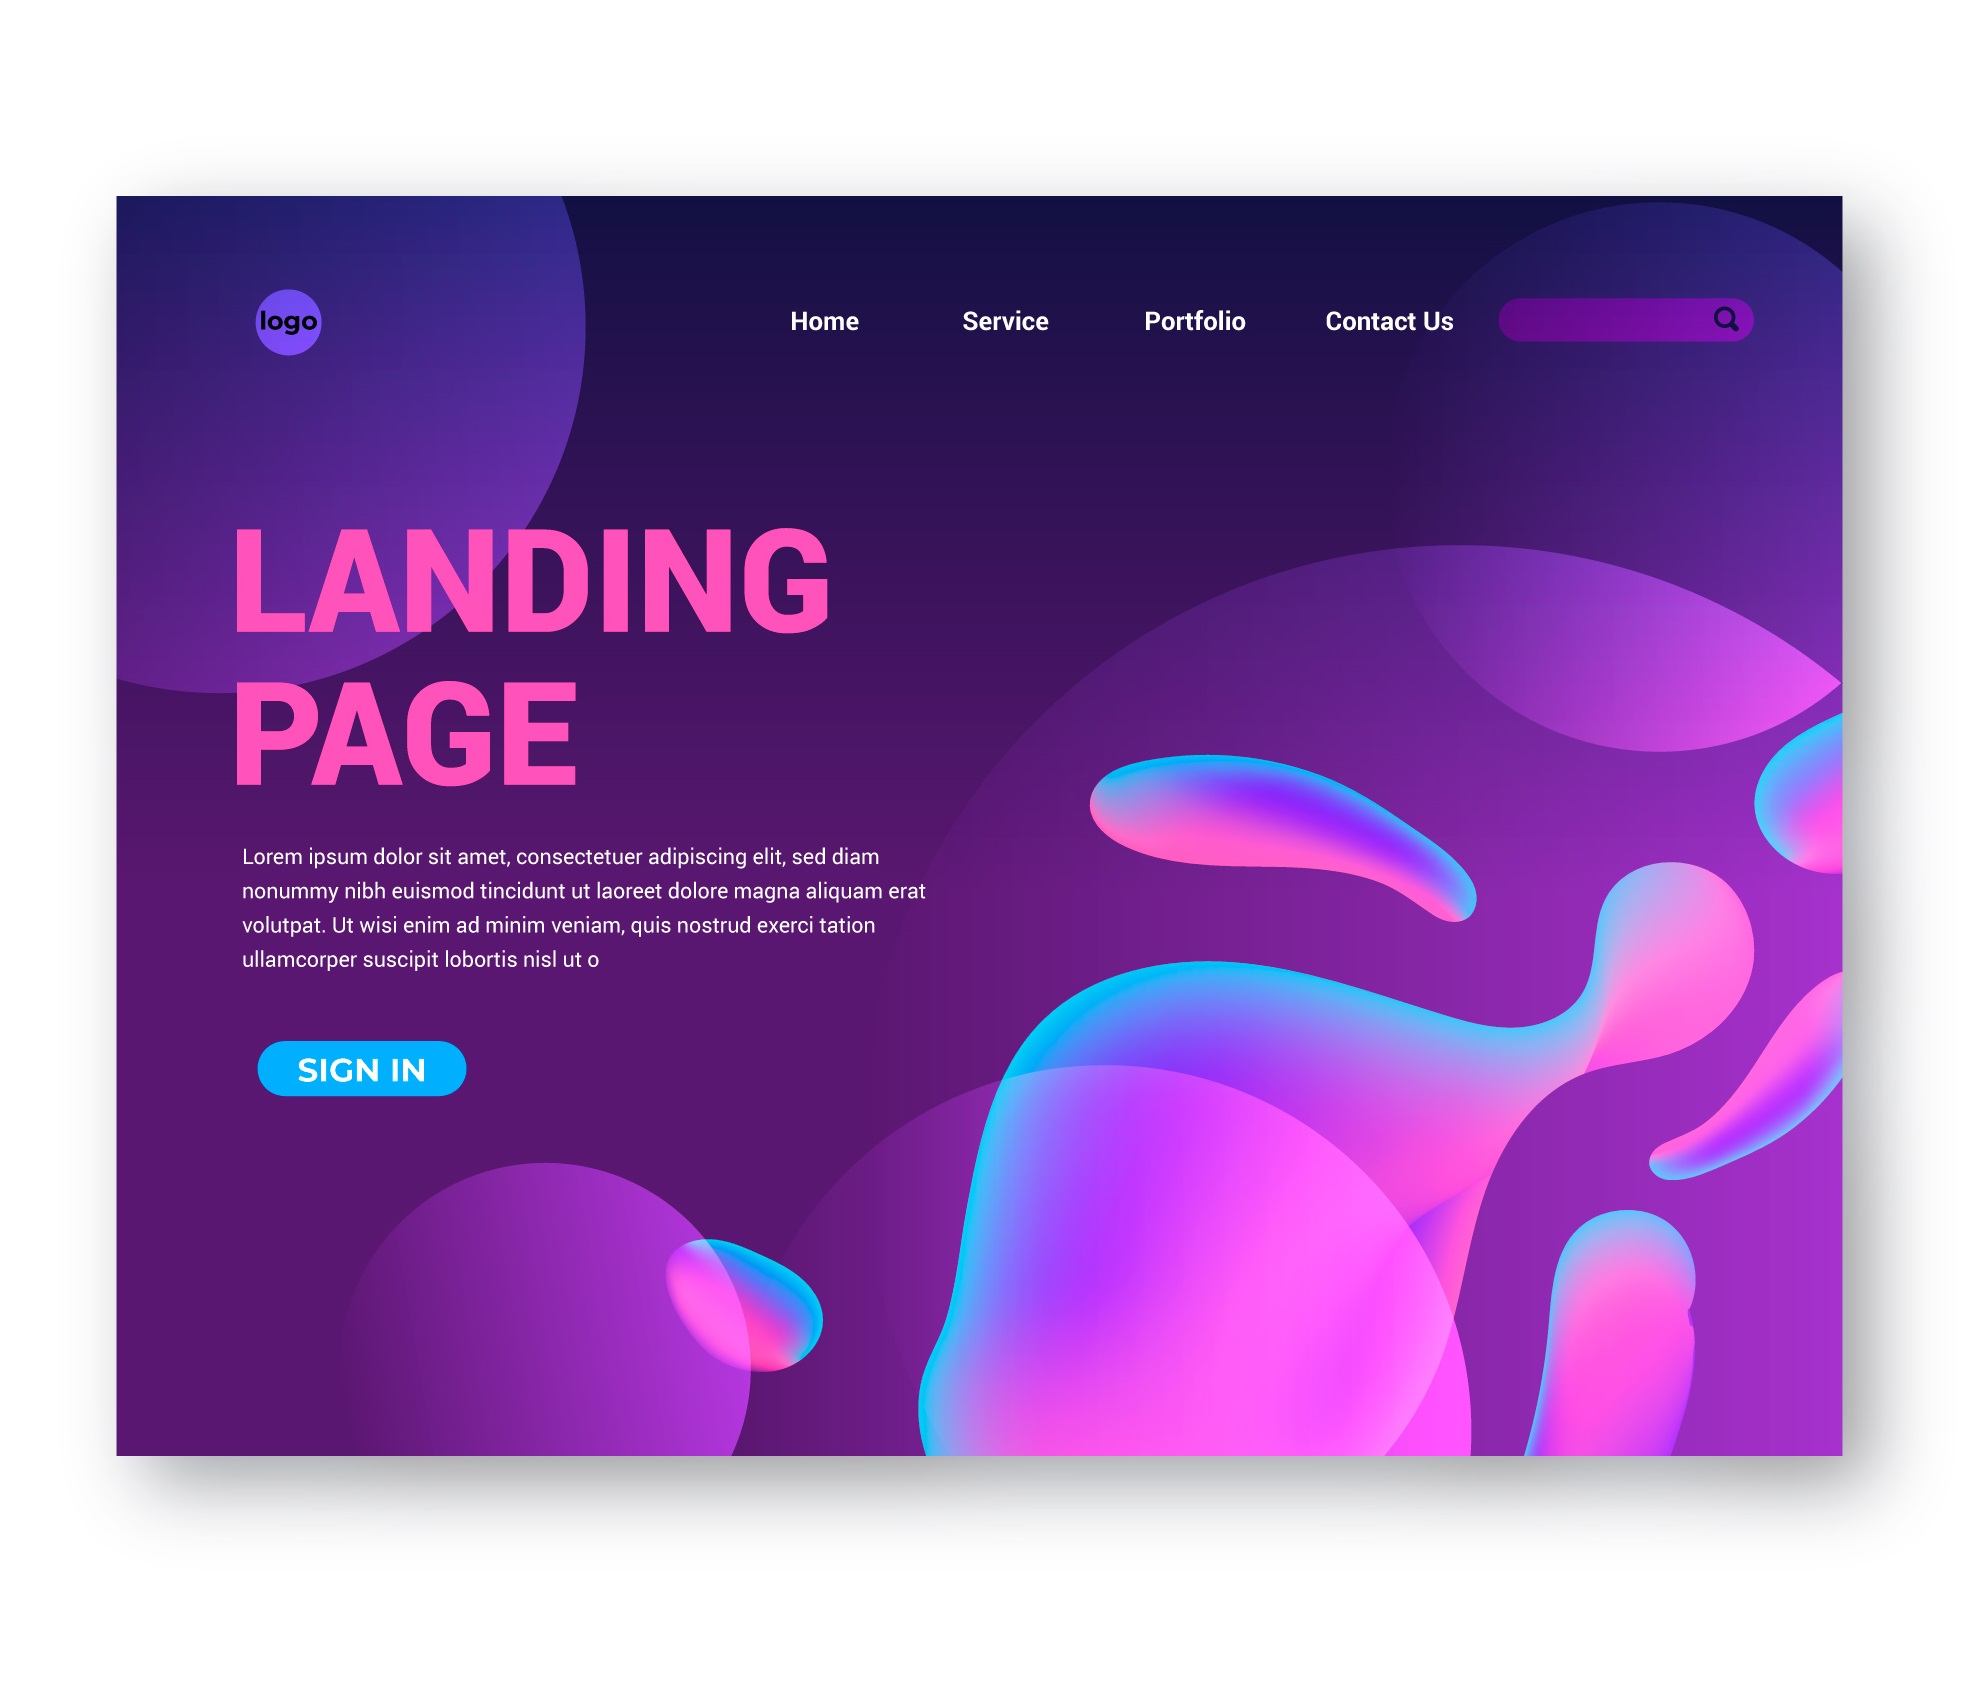 logo
Home Service Portfolio Contact Us
LANDING
PAGE
Lorem ipsum dolor sit amet, consectetuer adipiscing elit, sed diam
nonummy nibh euismod tincidunt ut laoreet dolore magna aliquam erat
volutpat. Ut wisi enim ad minim veniam, quis nostrud exerci tation
ullamcorper suscipit lobortis nisl ut o
SIGN IN